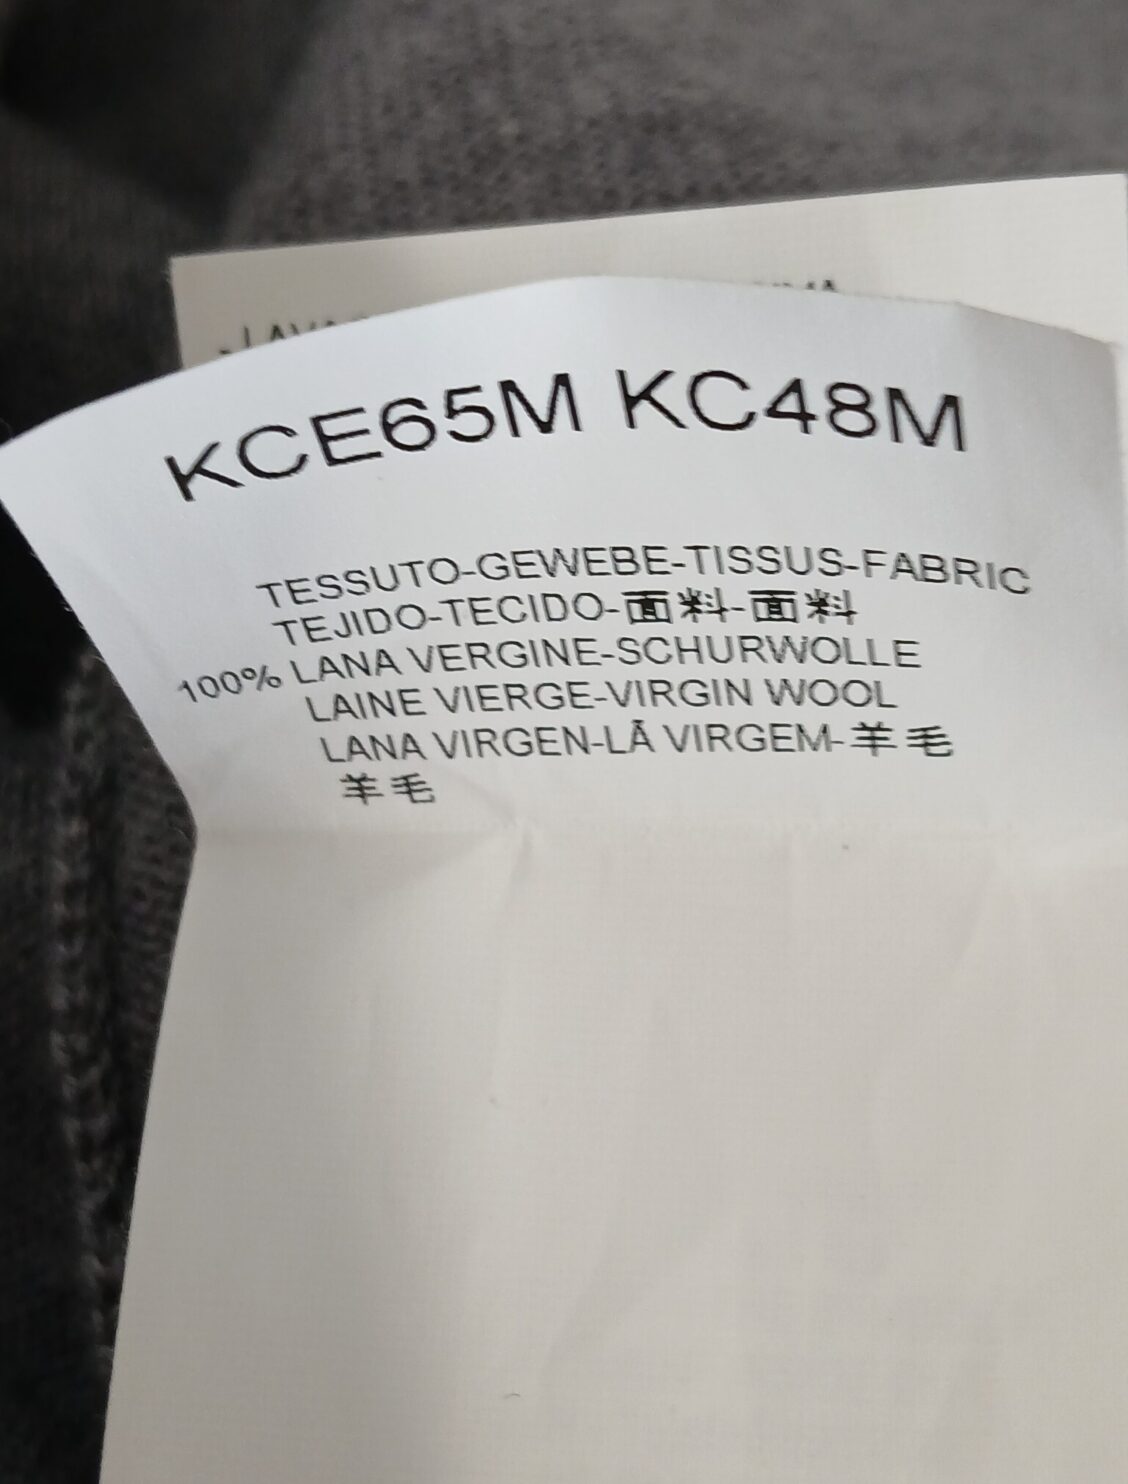 KCE65M KC48M
TESSUTO-GEWEBE-TISSUS-FABRIC
TEJIDO-TECIDO-面料-面料
100% LANA VERGINE-SCHURWOLLE
LAINE VIERGE-VIRGIN WOOL
LANA VIRGEN-LÃ VIRGEM-羊毛
羊毛